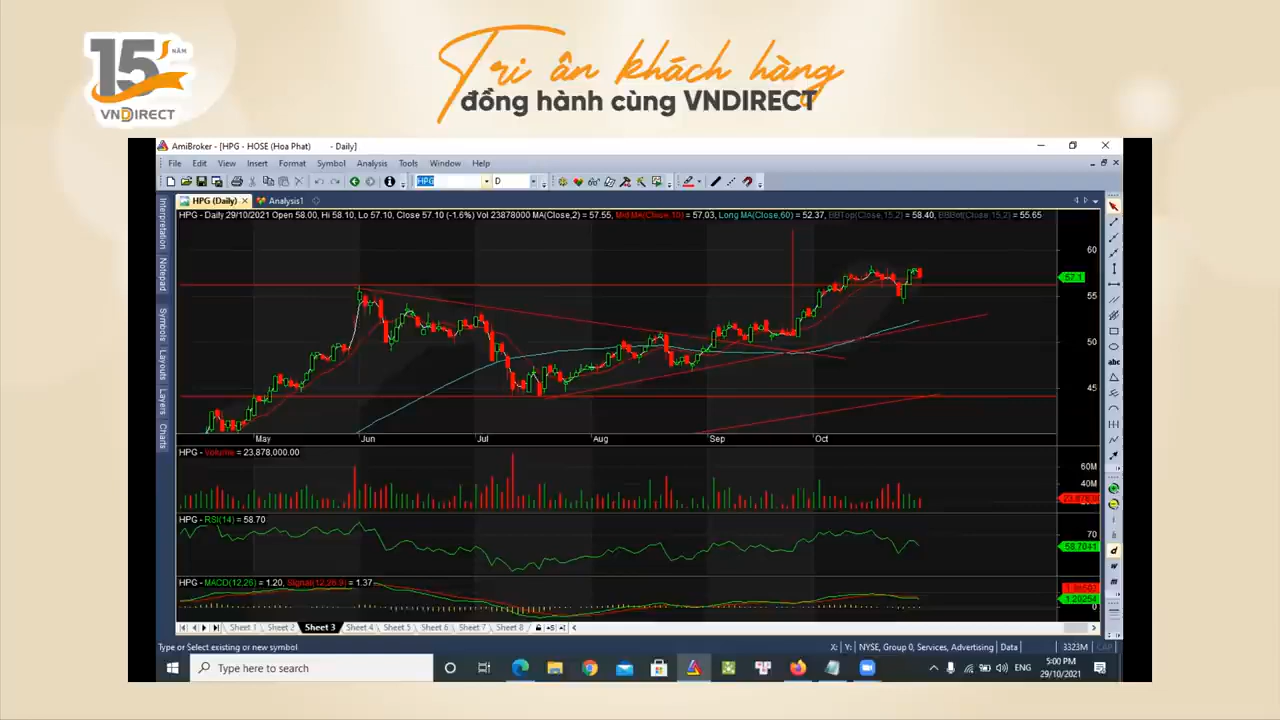 15 NĂM
VNDIRECT
Tri ân khách hàng
đồng hành cùng VNDIRECT
AmiBroker - [HPG - HOSE (Hoa Phat) - Daily]
File Edit View Insert Format Symbol Analysis Tools Window Help
HPG D
HPG (Daily) Analysis1
HPG - Daily 29/10/2021 Open 58.00, Hi 58.10, Lo 57.10, Close 57.10 (-1.6%) Vol 23878000 MA(Close,2) = 57.55, Mid MA(Close,10) = 57.03, Long MA(Close,60) = 52.37, BBTop(Close,15,2) = 58.40, BBBot(Close,15,2) = 55.65
Interpretation
Notepad
Symbols
Layouts
Layers
Charts
60
57.1
55
50
45
abc
May Jun Jul Aug Sep Oct
HPG - Volume = 23,878,000.00
60M
40M
HPG - RSI(14) = 58.70
70
58.7041
HPG - MACD(12,26) = 1.20, Signal(12,26,9) = 1.37
1.20254
0
d
w
m
Sheet 1 Sheet 2 Sheet 3 Sheet 4 Sheet 5 Sheet 6 Sheet 7 Sheet 8
Type or Select existing or new symbol
X: Y: NYSE, Group 0, Services, Advertising Data 3323M CAP
Type here to search
ENG
5:00 PM
29/10/2021